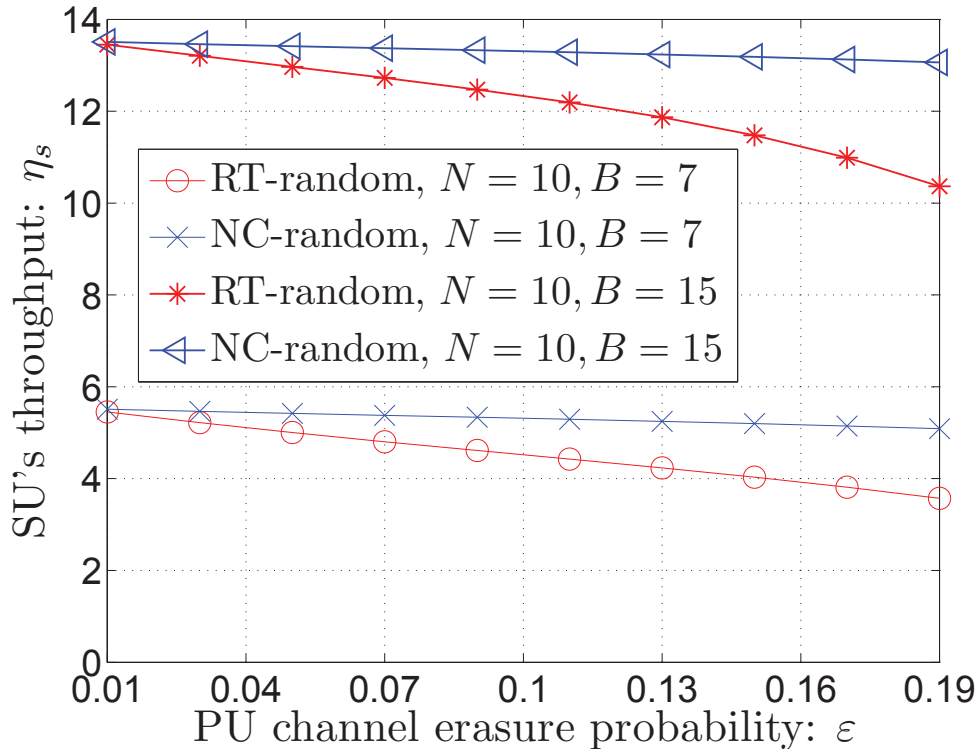 14
12
10
8
6
4
2
0
SU's throughput: η_s
RT-random, N = 10, B = 7
NC-random, N = 10, B = 7
RT-random, N = 10, B = 15
NC-random, N = 10, B = 15
0.01 0.04 0.07 0.1 0.13 0.16 0.19
PU channel erasure probability: ε